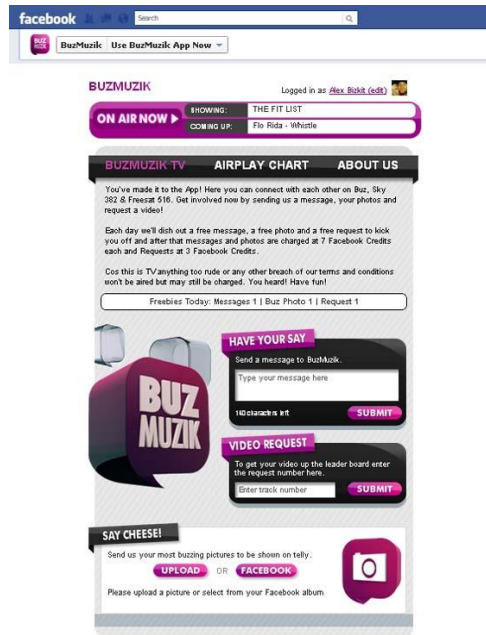 facebook
Search
BUZ MUZIK
BuzMuzik Use BuzMuzik App Now
BUZMUZIK
Logged in as Alex Bizkit (edit)
ON AIR NOW
SHOWING: THE FIT LIST
COMING UP: Flo Rida - Whistle
BUZMUZIK TV AIRPLAY CHART ABOUT US
You've made it to the App! Here you can connect with each other on Buz, Sky
382 & Freesat 516. Get involved now by sending us a message, your photos and
request a video!
Each day we'll dish out a free message, a free photo and a free request to kick
you off and after that messages and photos are charged at 7 Facebook Credits
each and Requests at 3 Facebook Credits.
Cos this is TV anything too rude or any other breach of our terms and conditions
won't be aired but may still be charged. You heard! Have fun!
Freebies Today: Messages 1 | Buz Photo 1 | Request 1
BUZ
MUZIK
HAVE YOUR SAY
Send a message to BuzMuzik.
Type your message here
140 characters left SUBMIT
VIDEO REQUEST
To get your video up the leader board enter
the request number here.
Enter track number SUBMIT
SAY CHEESE!
Send us your most buzzing pictures to be shown on telly.
UPLOAD OR FACEBOOK
Please upload a picture or select from your Facebook album